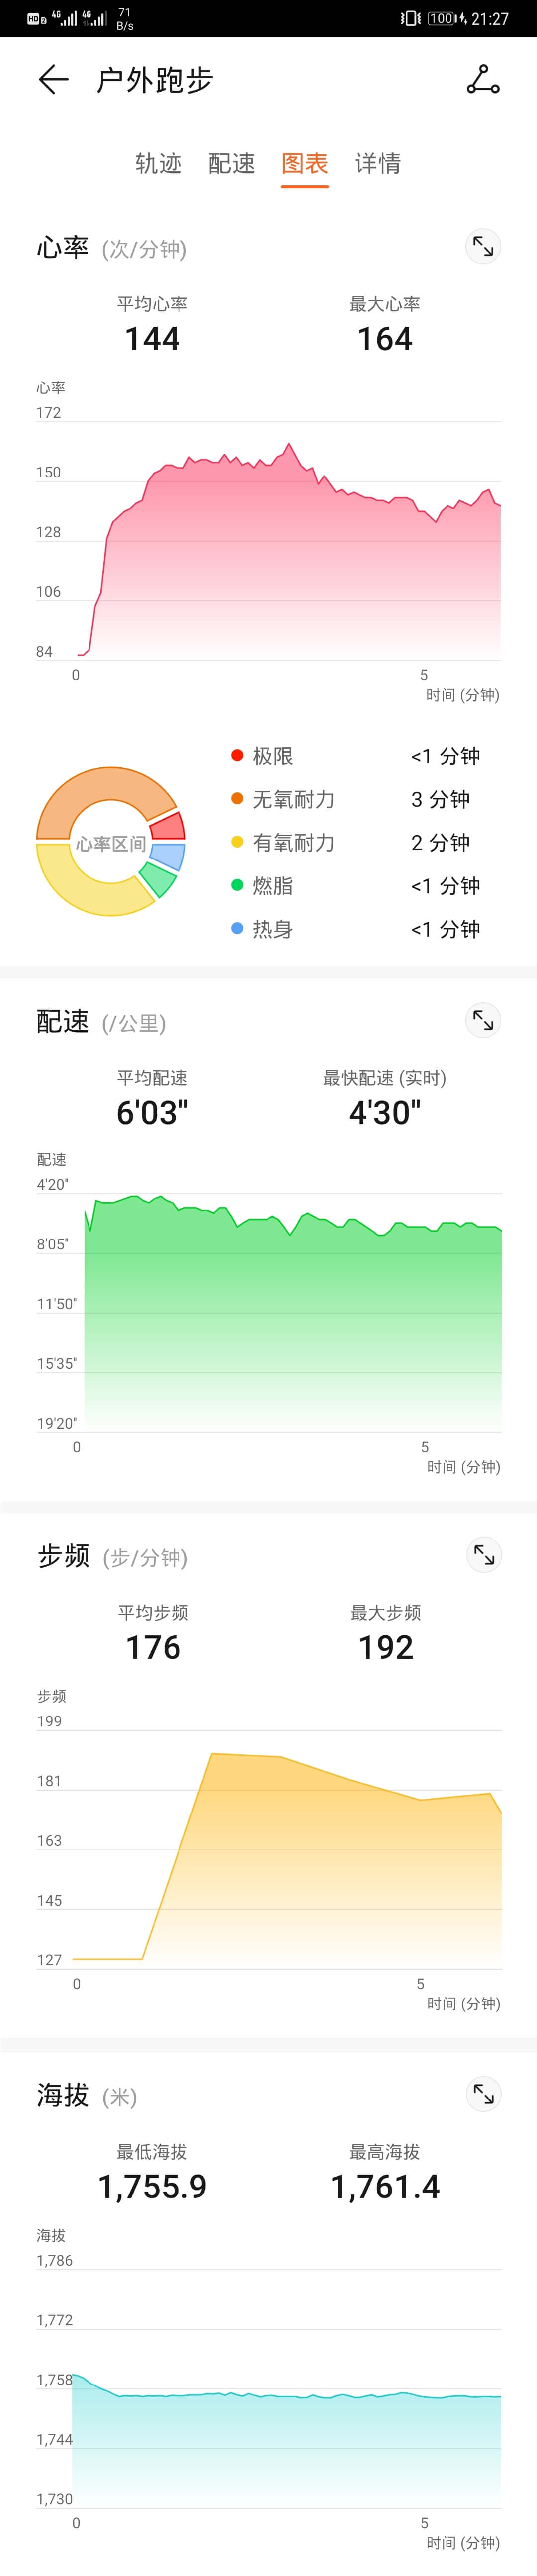 HD 2 4G 4G 71 B/s 100 21:27
户外跑步
轨迹 配速 图表 详情
心率 (次/分钟)
平均心率 最大心率
144 164
心率
172
150
128
106
84
0 5
时间 (分钟)
心率区间
极限 <1 分钟
无氧耐力 3 分钟
有氧耐力 2 分钟
燃脂 <1 分钟
热身 <1 分钟
配速 (/公里)
平均配速 最快配速 (实时)
6'03" 4'30"
配速
4'20"
8'05"
11'50"
15'35"
19'20"
0 5
时间 (分钟)
步频 (步/分钟)
平均步频 最大步频
176 192
步频
199
181
163
145
127
0 5
时间 (分钟)
海拔 (米)
最低海拔 最高海拔
1,755.9 1,761.4
海拔
1,786
1,772
1,758
1,744
1,730
0 5
时间 (分钟)